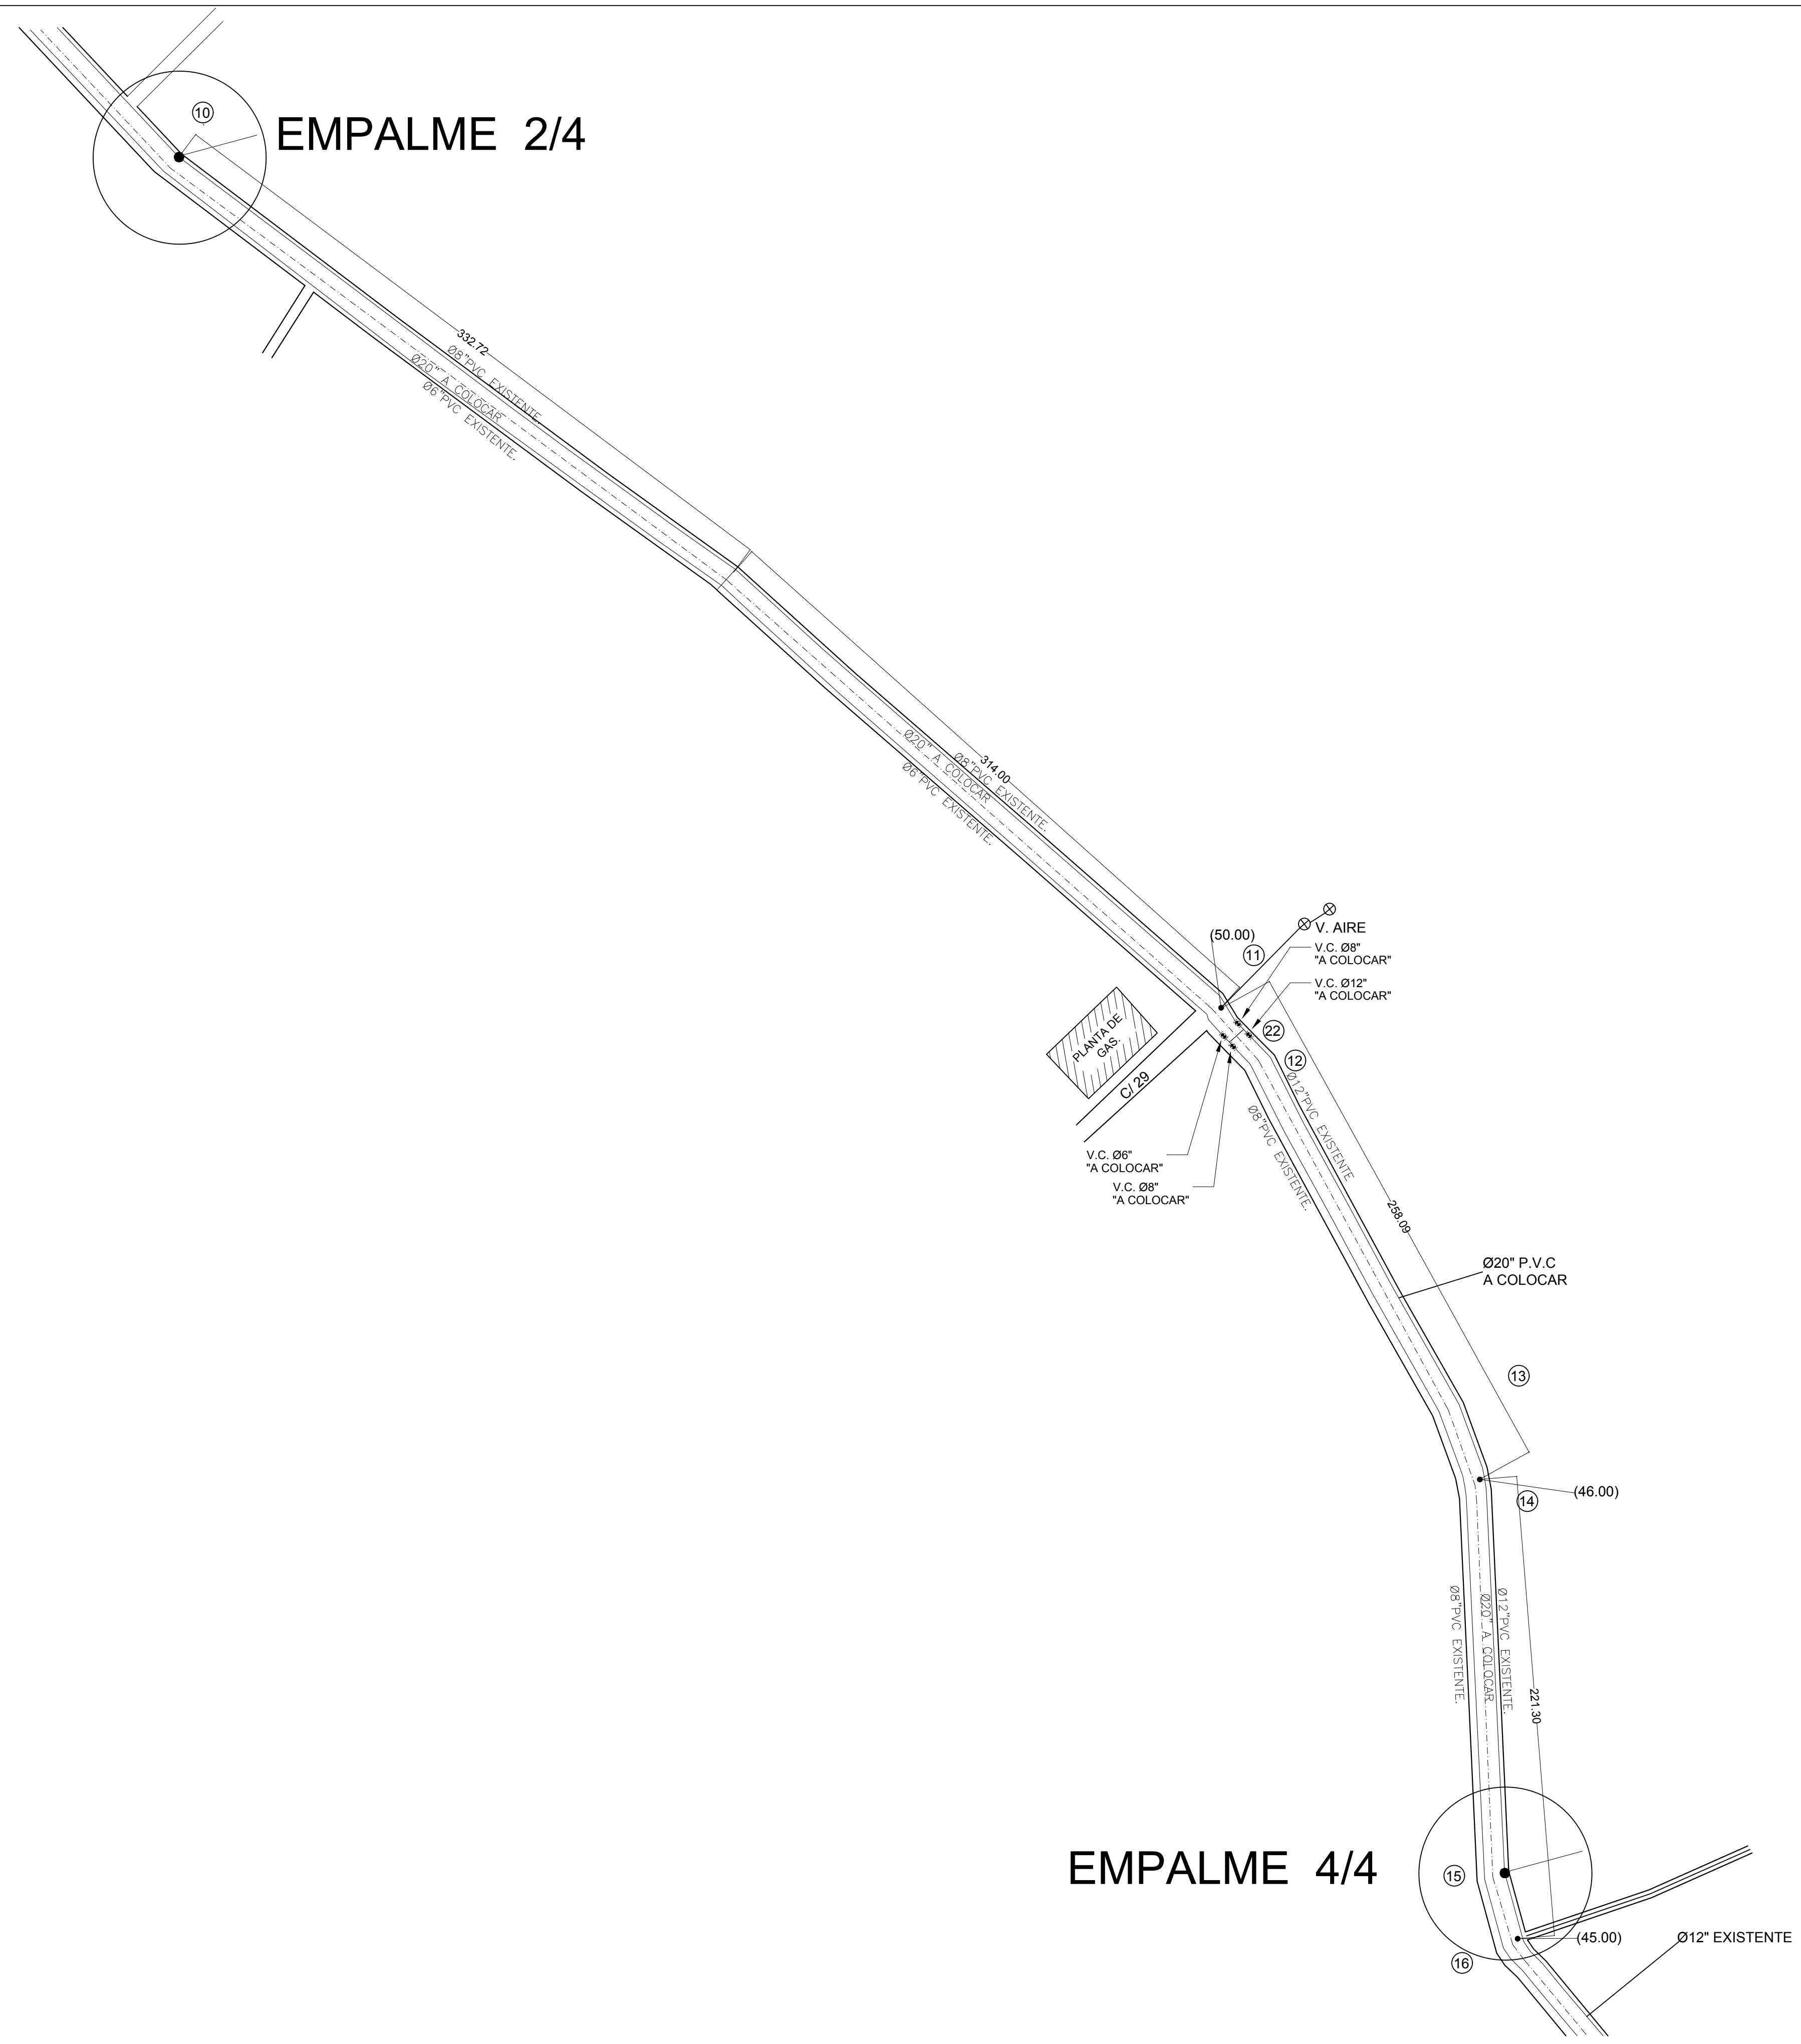 10
EMPALME 2/4
332.72
Ø8"PVC EXISTENTE.
Ø20" A COLOCAR
Ø6"PVC EXISTENTE.
314.00
Ø8"PVC EXISTENTE.
Ø20" A COLOCAR
Ø6"PVC EXISTENTE.
(50.00)
11
V. AIRE
V.C. Ø8"
"A COLOCAR"
V.C. Ø12"
"A COLOCAR"
22
12
PLANTA DE
GAS.
C/ 29
Ø12"PVC EXISTENTE
Ø8"PVC EXISTENTE.
V.C. Ø6"
"A COLOCAR"
V.C. Ø8"
"A COLOCAR"
258.09
Ø20" P.V.C
A COLOCAR
13
14
(46.00)
Ø8"PVC EXISTENTE.
Ø20" A COLOCAR
Ø12"PVC EXISTENTE.
221.30
EMPALME 4/4
15
(45.00)
Ø12" EXISTENTE
16